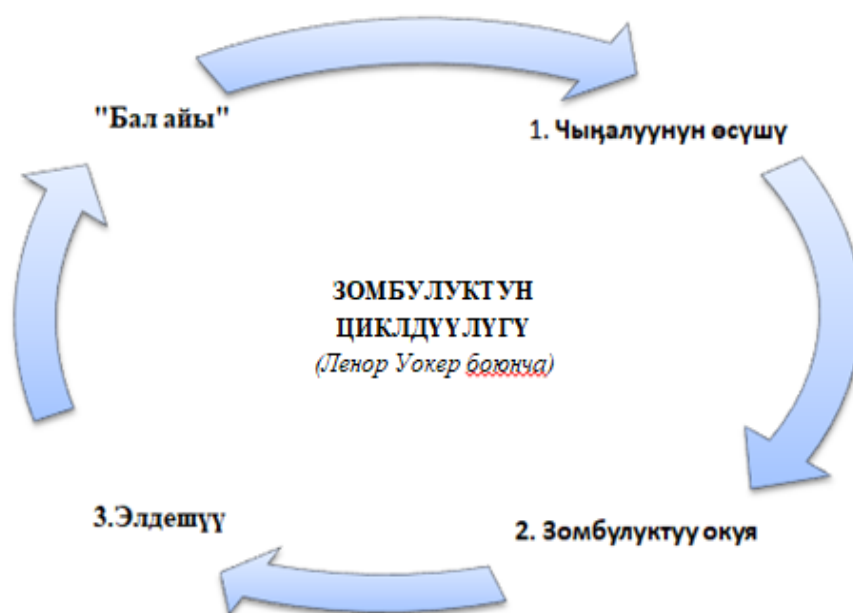 "Бал айы"
1. Чыңалуунун өсүшү
ЗОМБУЛУКТУН
ЦИКЛДҮҮЛҮГҮ
(Ленор Уокер боюнча)
3.Элдешүү
2. Зомбулуктуу окуя